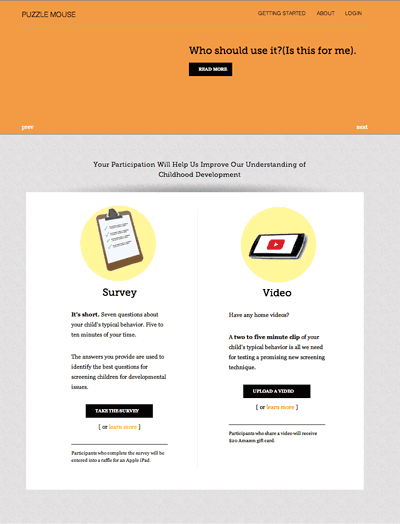 PUZZLE MOUSE
GETTING STARTED ABOUT LOGIN
Who should use it?(Is this for me).
READ MORE
prev
next
Your Participation Will Help Us Improve Our Understanding of
Childhood Development
Survey
It's short. Seven questions about
your child's typical behavior. Five to
ten minutes of your time.
The answers you provide are used to
identify the best questions for
screening children for developmental
issues.
TAKE THE SURVEY
[ or learn more ]
Participants who complete the survey will be
entered into a raffle for an Apple iPad.
Video
Have any home videos?
A two to five minute clip of your
child's typical behavior is all we need
for testing a promising new screening
technique.
UPLOAD A VIDEO
[ or learn more ]
Participants who share a video will receive
$20 Amazon gift card.